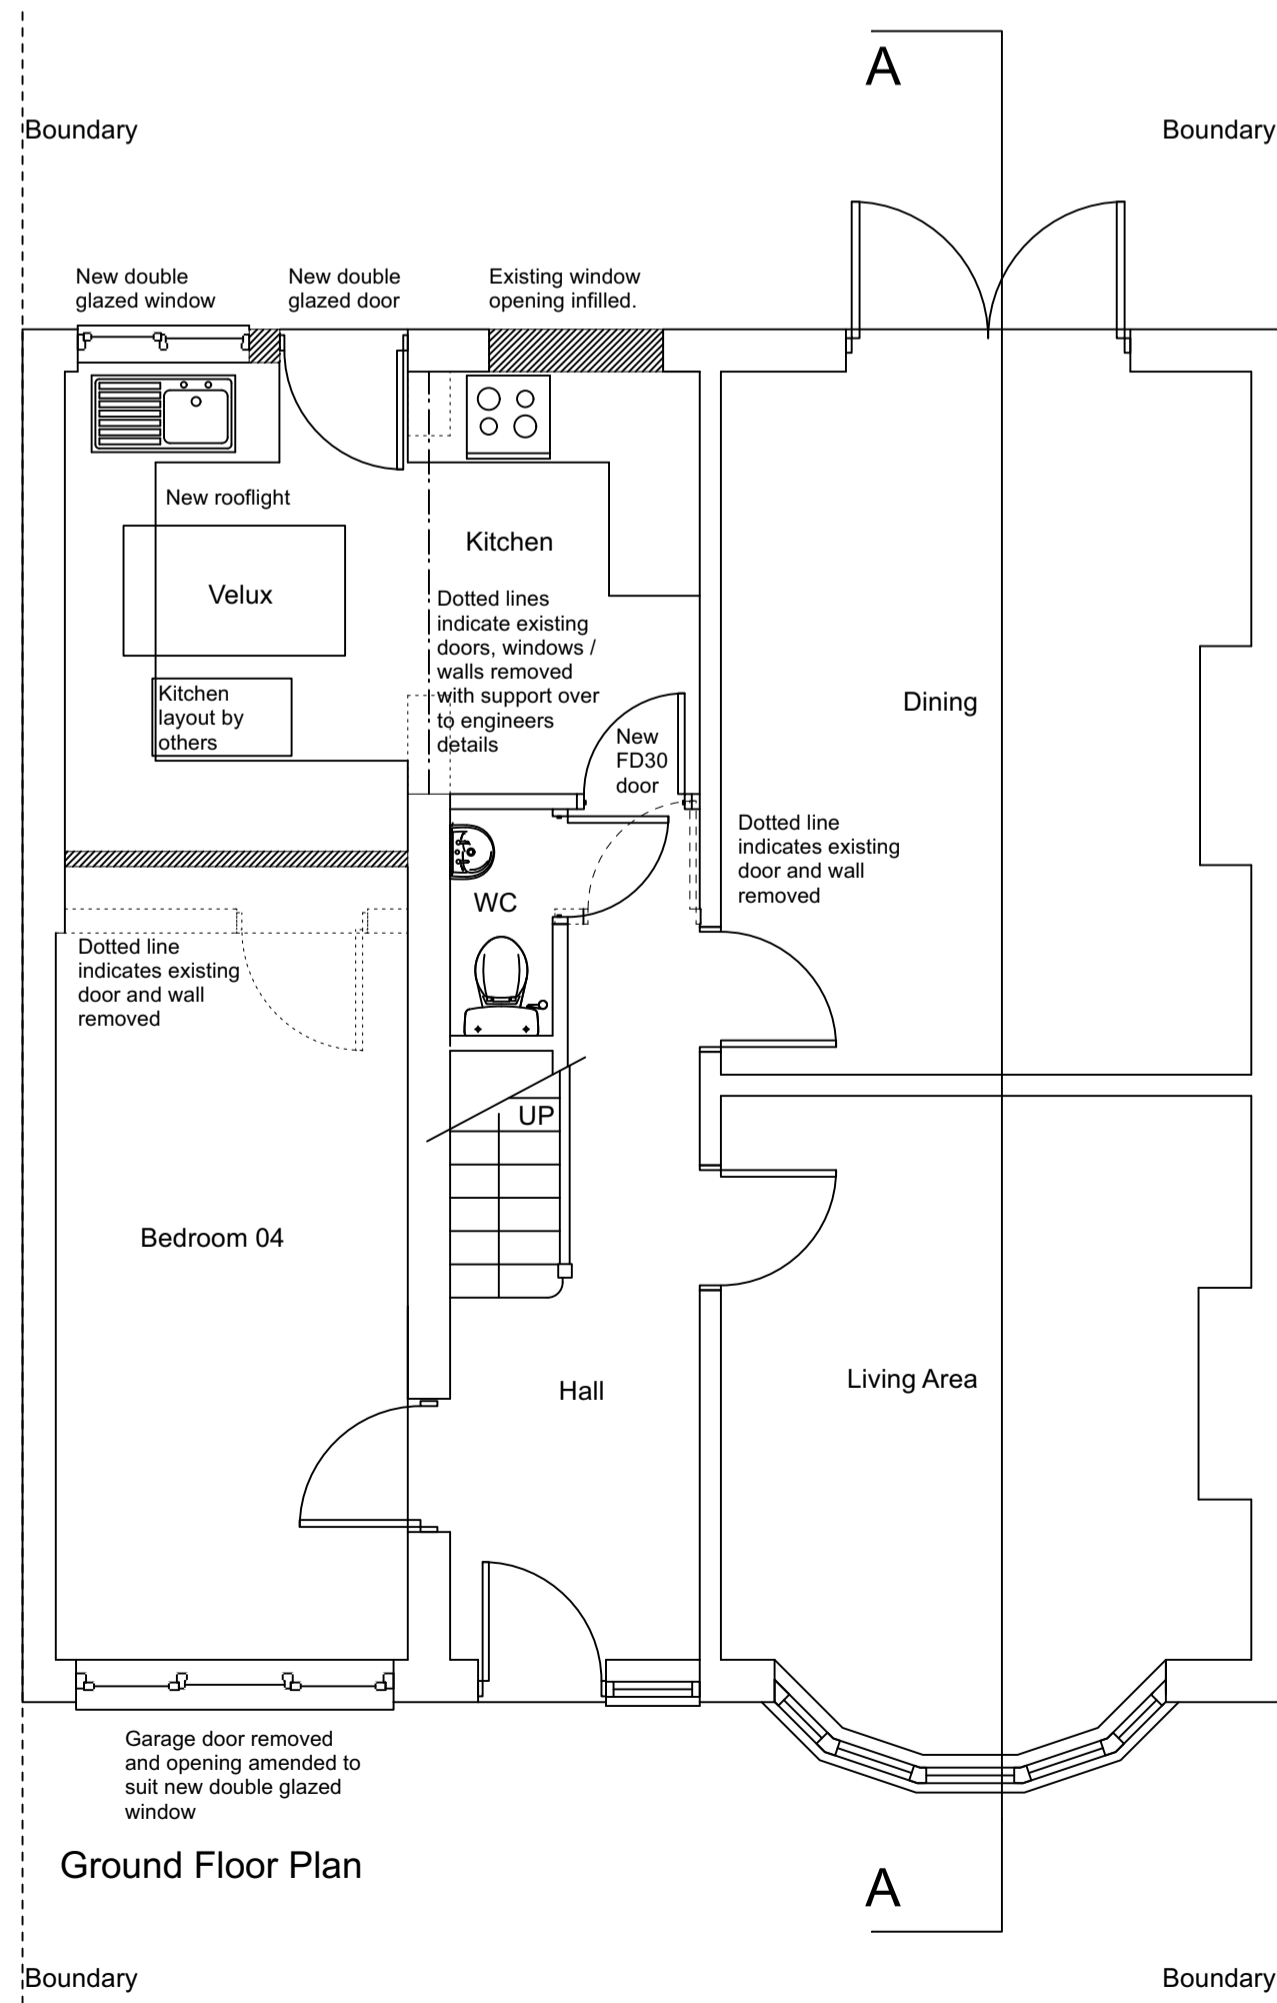 A
Boundary
Boundary
New double
glazed window
New double
glazed door
Existing window
opening infilled.
New rooflight
Velux
Kitchen
Kitchen
layout by
others
Dotted lines
indicate existing
doors, windows /
walls removed
with support over
to engineers
details
New
FD30
door
Dining
Dotted line
indicates existing
door and wall
removed
WC
Dotted line
indicates existing
door and wall
removed
UP
Bedroom 04
Hall
Living Area
Garage door removed
and opening amended to
suit new double glazed
window
Ground Floor Plan
A
Boundary
Boundary